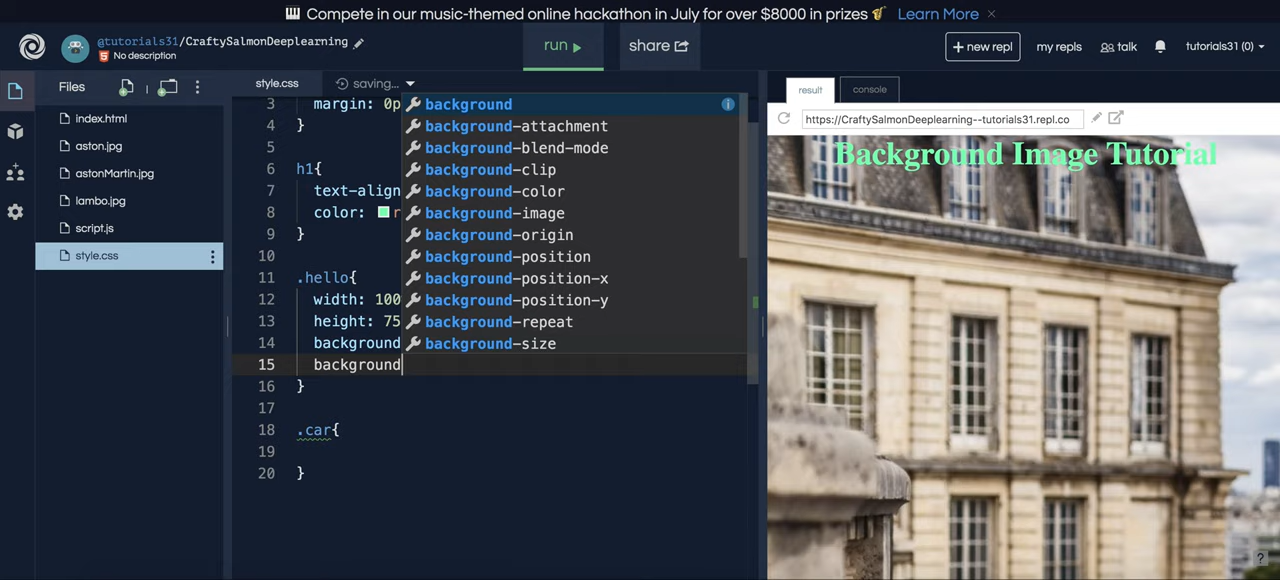 Compete in our music-themed online hackathon in July for over $8000 in prizes Learn More ×
@tutorials31/CraftySalmonDeeplearning
No description
run
share
+ new repl
my repls
talk
tutorials31 (0)
Files
index.html
aston.jpg
astonMartin.jpg
lambo.jpg
script.js
style.css
style.css
saving...
3 margin: 0p
4 }
5
6 h1{
7 text-align
8 color: r
9 }
10
11 .hello{
12 width: 100
13 height: 75
14 background
15 background
16 }
17
18 .car{
19
20 }
background
background-attachment
background-blend-mode
background-clip
background-color
background-image
background-origin
background-position
background-position-x
background-position-y
background-repeat
background-size
result
console
https://CraftySalmonDeeplearning--tutorials31.repl.co
Background Image Tutorial
?